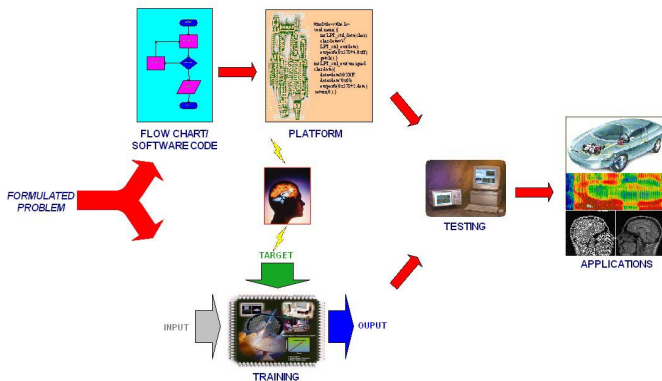 FLOW CHART/
SOFTWARE CODE
PLATFORM
FORMULATED
PROBLEM
TESTING
APPLICATIONS
TARGET
INPUT
OUPUT
TRAINING